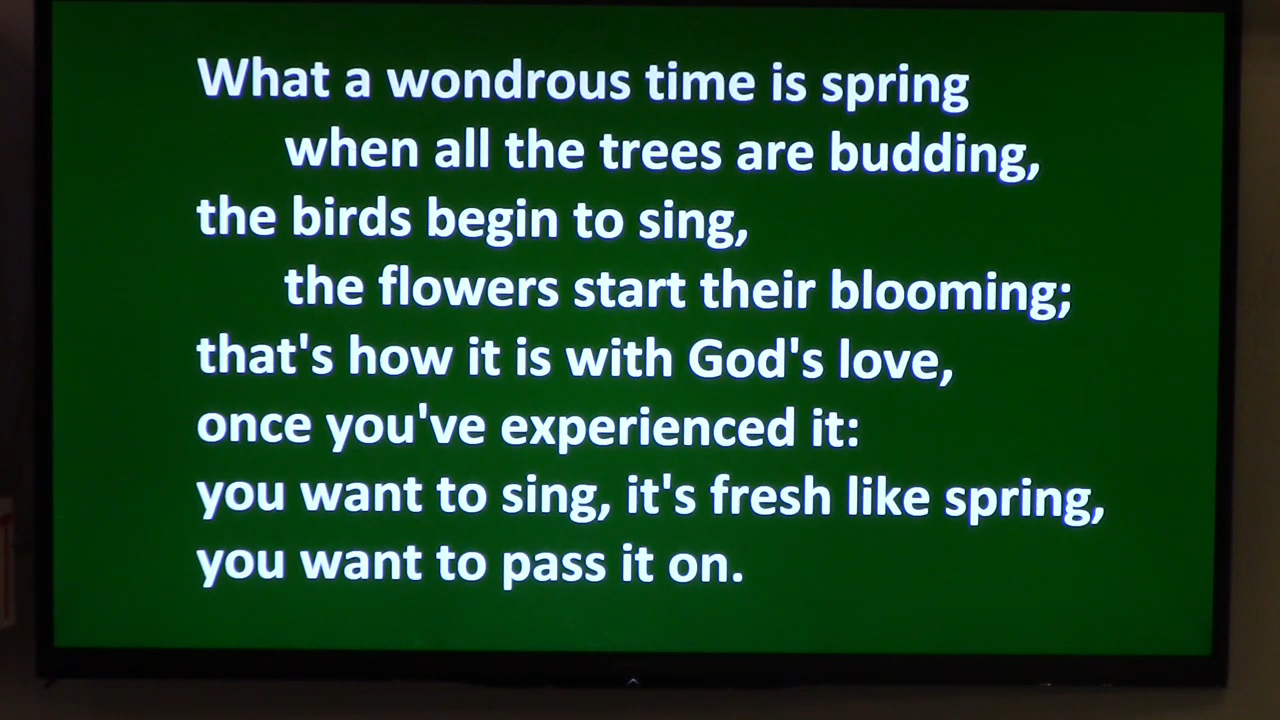 What a wondrous time is spring
when all the trees are budding,
the birds begin to sing,
the flowers start their blooming;
that's how it is with God's love,
once you've experienced it:
you want to sing, it's fresh like spring,
you want to pass it on.